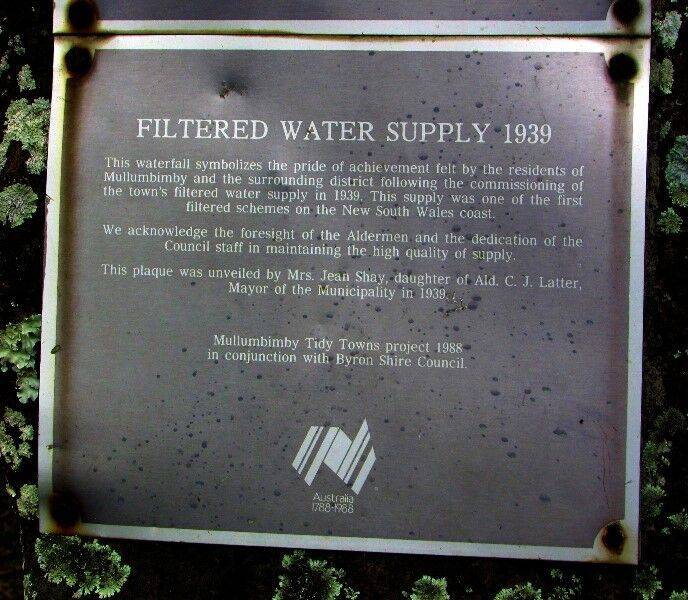 FILTERED WATER SUPPLY 1939
This waterfall symbolizes the pride of achievement felt by the residents of
Mullumbimby and the surrounding district following the commissioning of
the town's filtered water supply in 1939. This supply was one of the first
filtered schemes on the New South Wales coast.
We acknowledge the foresight of the Aldermen and the dedication of the
Council staff in maintaining the high quality of supply.
This plaque was unveiled by Mrs. Jean Shay, daughter of Ald. C. J. Latter,
Mayor of the Municipality in 1939.
Mullumbimby Tidy Towns project 1988
in conjunction with Byron Shire Council.
Australia
1788-1988